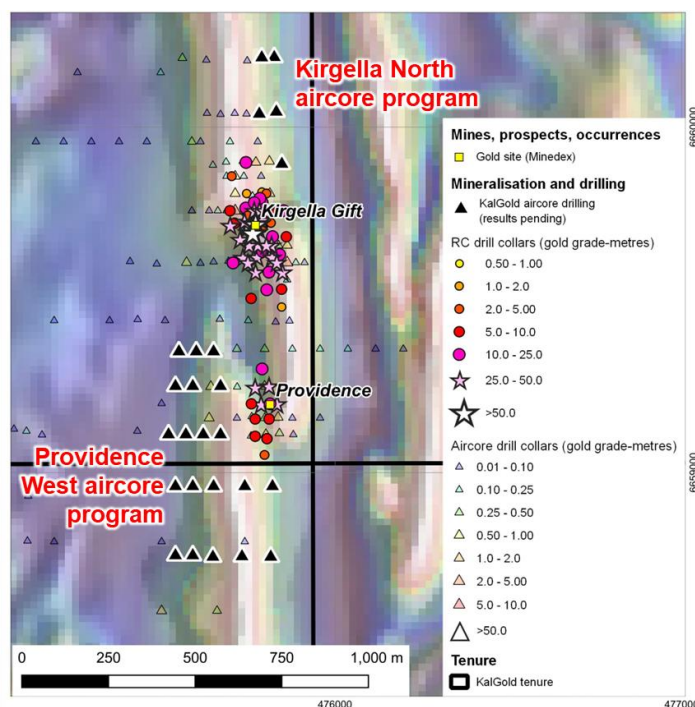 Kirgella North
aircore program
Kirgella Gift
Providence
Providence
West aircore
program
0 250 500 750 1,000 m
476000
477000
6660000
6659000
Mines, prospects, occurrences
Gold site (Minedex)
Mineralisation and drilling
KalGold aircore drilling
(results pending)
RC drill collars (gold grade-metres)
0.50 - 1.00
1.0 - 2.0
2.0 - 5.00
5.0 - 10.0
10.0 - 25.0
25.0 - 50.0
>50.0
Aircore drill collars (gold grade-metres)
0.01 - 0.10
0.10 - 0.25
0.25 - 0.50
0.50 - 1.00
1.0 - 2.0
2.0 - 5.00
5.0 - 10.0
>50.0
Tenure
KalGold tenure